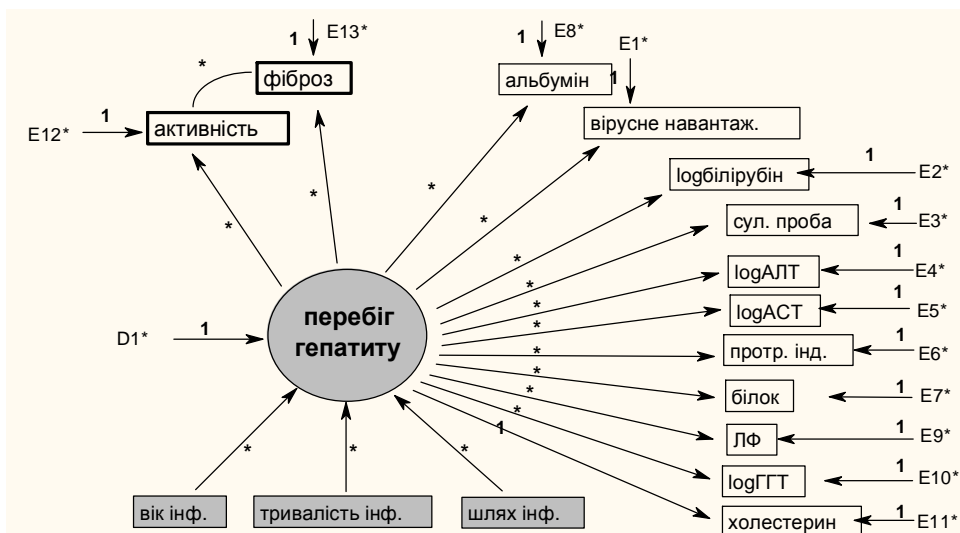 E13*
1
*
фіброз
E12*
1
активність
E8*
1
альбумін
E1*
1
вірусне навантаж.
*
*
*
*
logбілірубін
1
E2*
*
сул. проба
1
E3*
*
logАЛТ
1
E4*
*
logАСТ
1
E5*
*
протр. інд.
1
E6*
*
білок
1
E7*
*
ЛФ
1
E9*
*
logГГТ
1
E10*
*
холестерин
1
E11*
1
D1*
1
перебіг
гепатиту
*
*
*
вік інф.
тривалість інф.
шлях інф.